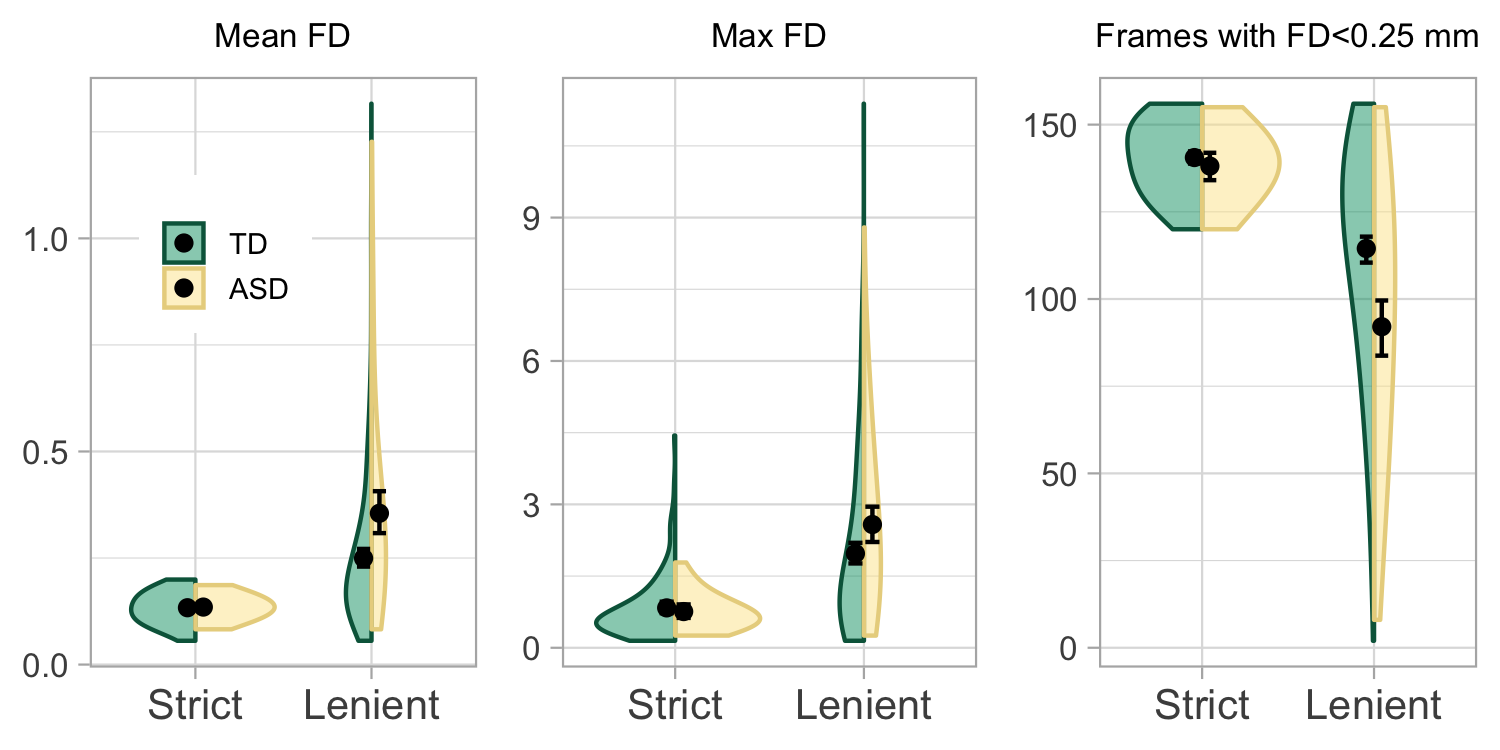 Mean FD
1.0
0.5
0.0
TD
ASD
Strict Lenient
Max FD
9
6
3
0
Strict Lenient
Frames with FD<0.25 mm
150
100
50
0
Strict Lenient